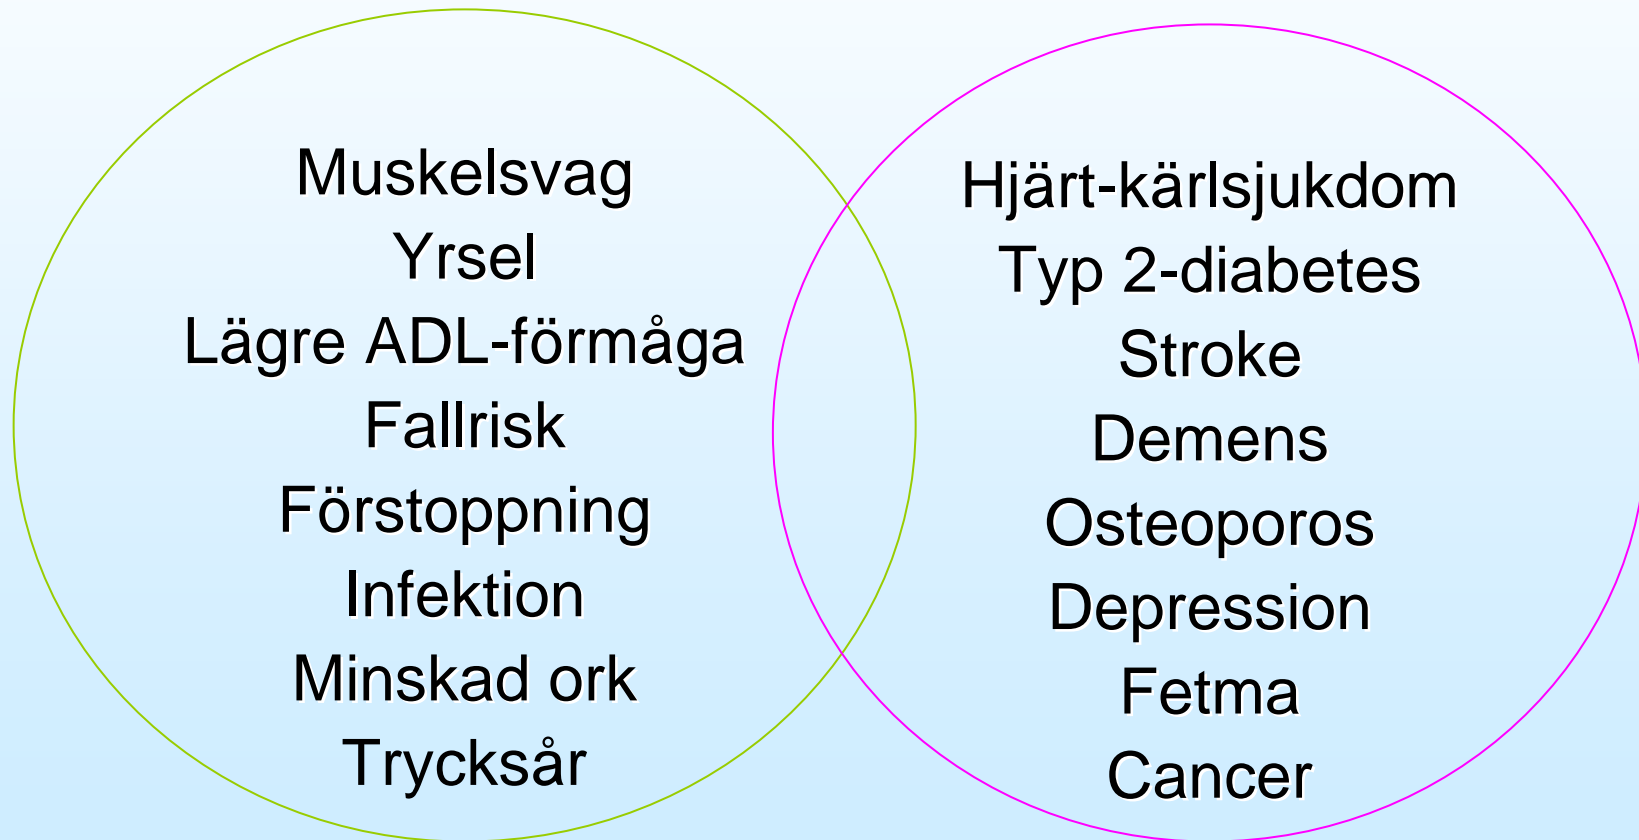 Muskelsvag
Yrsel
Lägre ADL-förmåga
Fallrisk
Förstoppning
Infektion
Minskad ork
Trycksår
Hjärt-kärlsjukdom
Typ 2-diabetes
Stroke
Demens
Osteoporos
Depression
Fetma
Cancer